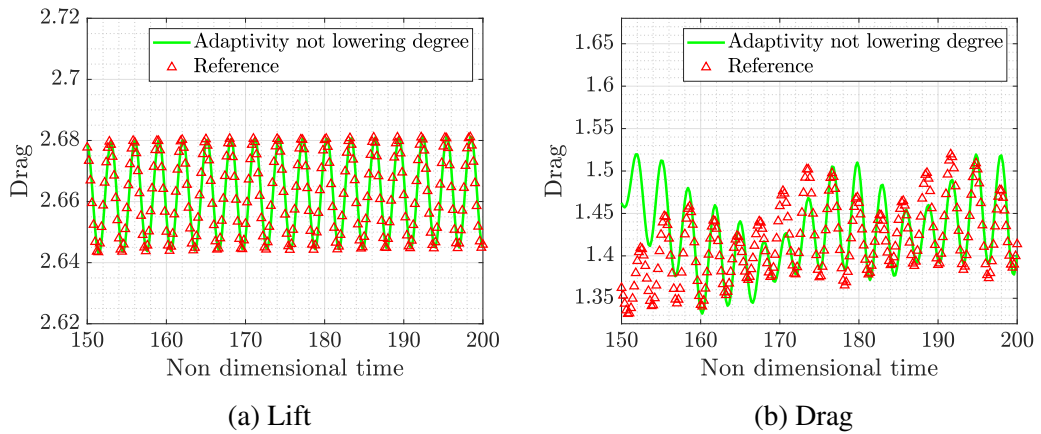 2.72
2.7
2.68
2.66
2.64
2.62
Drag
Adaptivity not lowering degree
Reference
150 160 170 180 190 200
Non dimensional time
(a) Lift
1.65
1.6
1.55
1.5
1.45
1.4
1.35
Drag
Adaptivity not lowering degree
Reference
150 160 170 180 190 200
Non dimensional time
(b) Drag